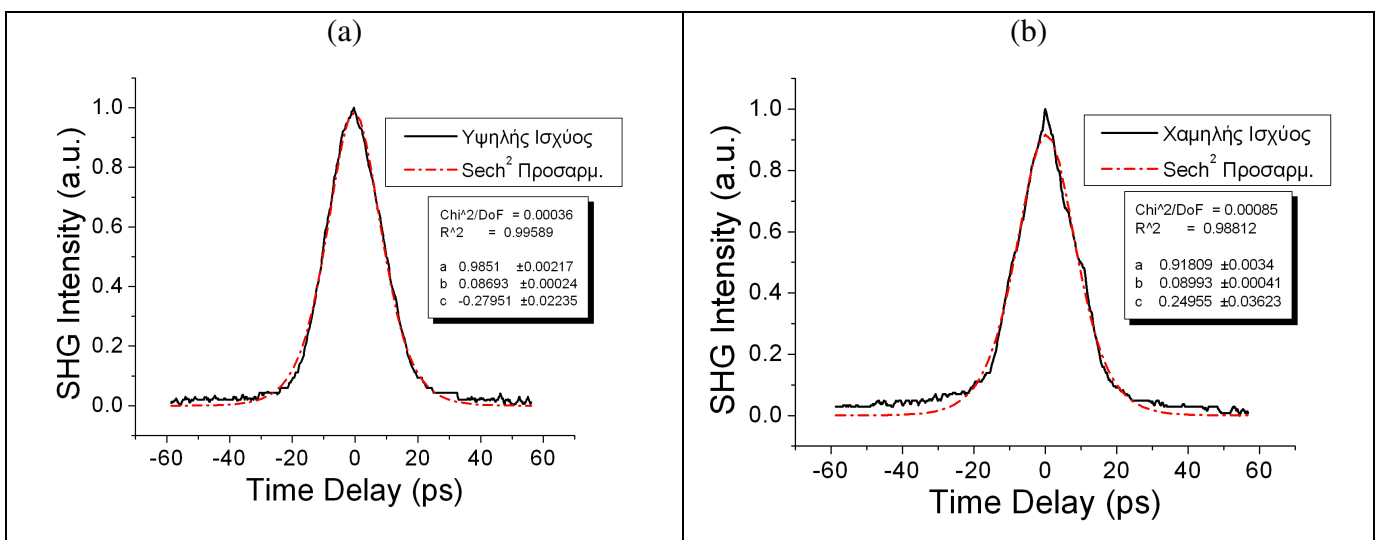 (a)
SHG Intensity (a.u.)
1.0
0.8
0.6
0.4
0.2
0.0
Υψηλής Ισχύος
Sech² Προσαρμ.
Chi^2/DoF = 0.00036
R^2 = 0.99589
a 0.9851 ±0.00217
b 0.08693 ±0.00024
c -0.27951 ±0.02235
-60 -40 -20 0 20 40 60
Time Delay (ps)
(b)
SHG Intensity (a.u.)
1.0
0.8
0.6
0.4
0.2
0.0
Χαμηλής Ισχύος
Sech² Προσαρμ.
Chi^2/DoF = 0.00085
R^2 = 0.98812
a 0.91809 ±0.0034
b 0.08993 ±0.00041
c 0.24955 ±0.03623
-60 -40 -20 0 20 40 60
Time Delay (ps)